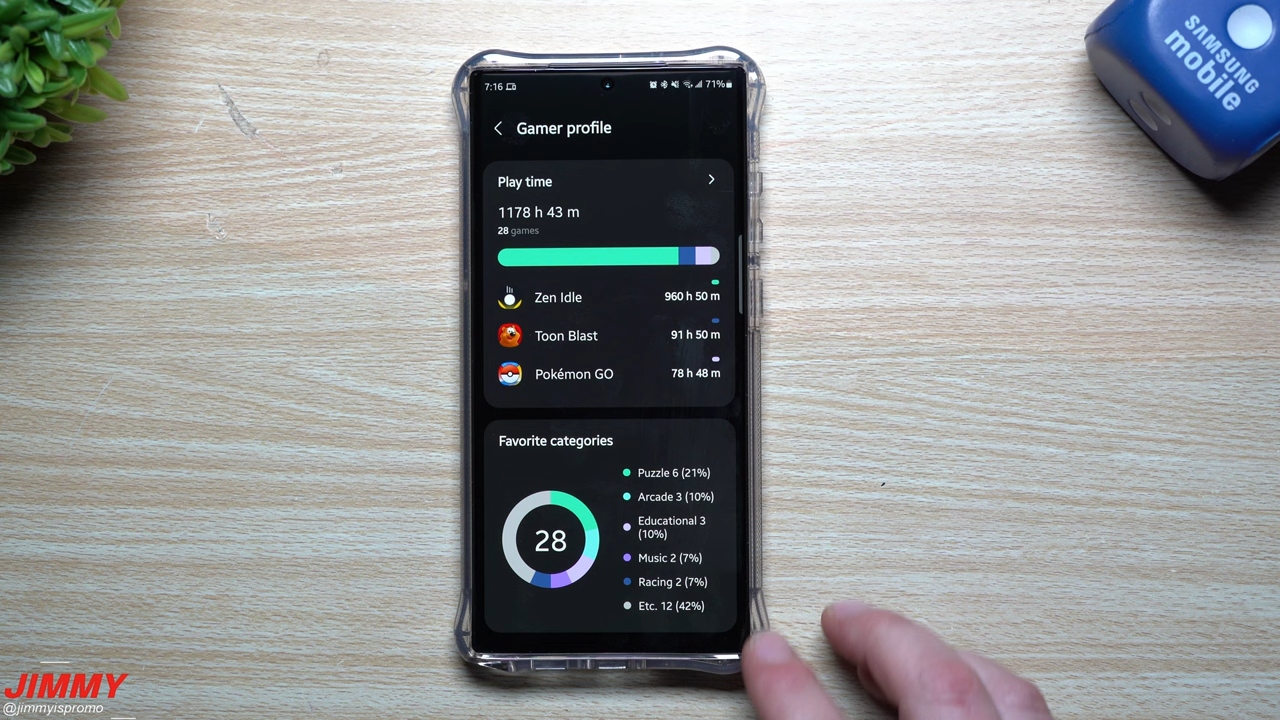 7:16
71%
Gamer profile
Play time
1178 h 43 m
28 games
Zen Idle
960 h 50 m
Toon Blast
91 h 50 m
Pokémon GO
78 h 48 m
Favorite categories
28
Puzzle 6 (21%)
Arcade 3 (10%)
Educational 3
(10%)
Music 2 (7%)
Racing 2 (7%)
Etc. 12 (42%)
SAMSUNG
mobile
JIMMY
@jimmyispromo